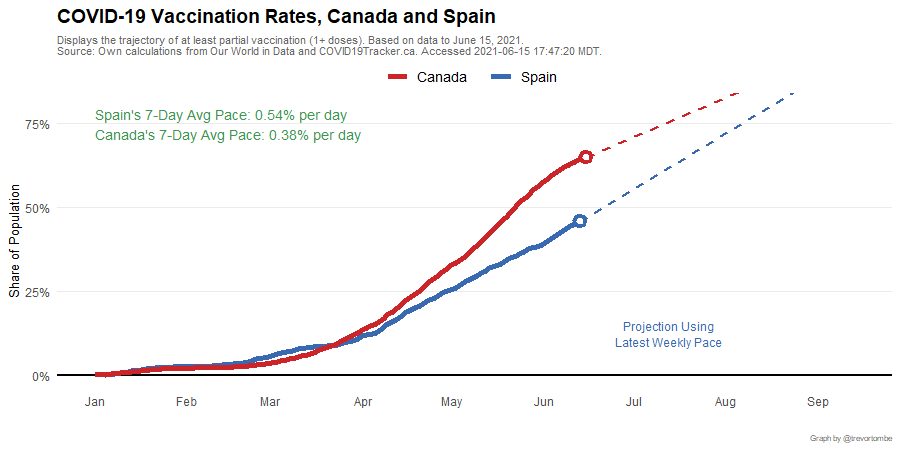 COVID-19 Vaccination Rates, Canada and Spain
Displays the trajectory of at least partial vaccination (1+ doses). Based on data to June 15, 2021.
Source: Own calculations from Our World in Data and COVID19Tracker.ca. Accessed 2021-06-15 17:47:20 MDT.
Canada Spain
Spain's 7-Day Avg Pace: 0.54% per day
Canada's 7-Day Avg Pace: 0.38% per day
75%
50%
25%
0%
Share of Population
Projection Using
Latest Weekly Pace
Jan Feb Mar Apr May Jun Jul Aug Sep
Graph by @trevortombe